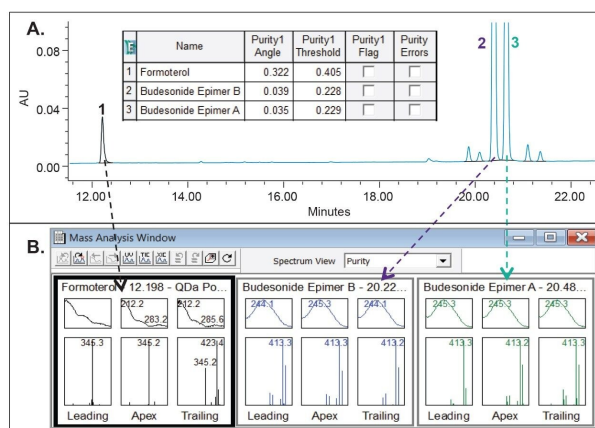 A.
Name Purity1 Angle Purity1 Threshold Purity1 Flag Purity Errors
1 Formoterol 0.322 0.405
2 Budesonide Epimer B 0.039 0.228
3 Budesonide Epimer A 0.035 0.229
2 3
1
AU
0.08
0.04
0.00
12.00 14.00 16.00 18.00 20.00 22.00
Minutes
B.
Mass Analysis Window
Spectrum View Purity
Formoterol - 12.198 - QDa Po... Budesonide Epimer B - 20.22... Budesonide Epimer A - 20.48...
212.2 283.2 212.2 285.6 244.1 245.3 244.1 245.3 245.3 245.3
345.3 345.2 423.4 413.3 413.3 413.2 413.3 413.3 413.2
345.2
Leading Apex Trailing Leading Apex Trailing Leading Apex Trailing